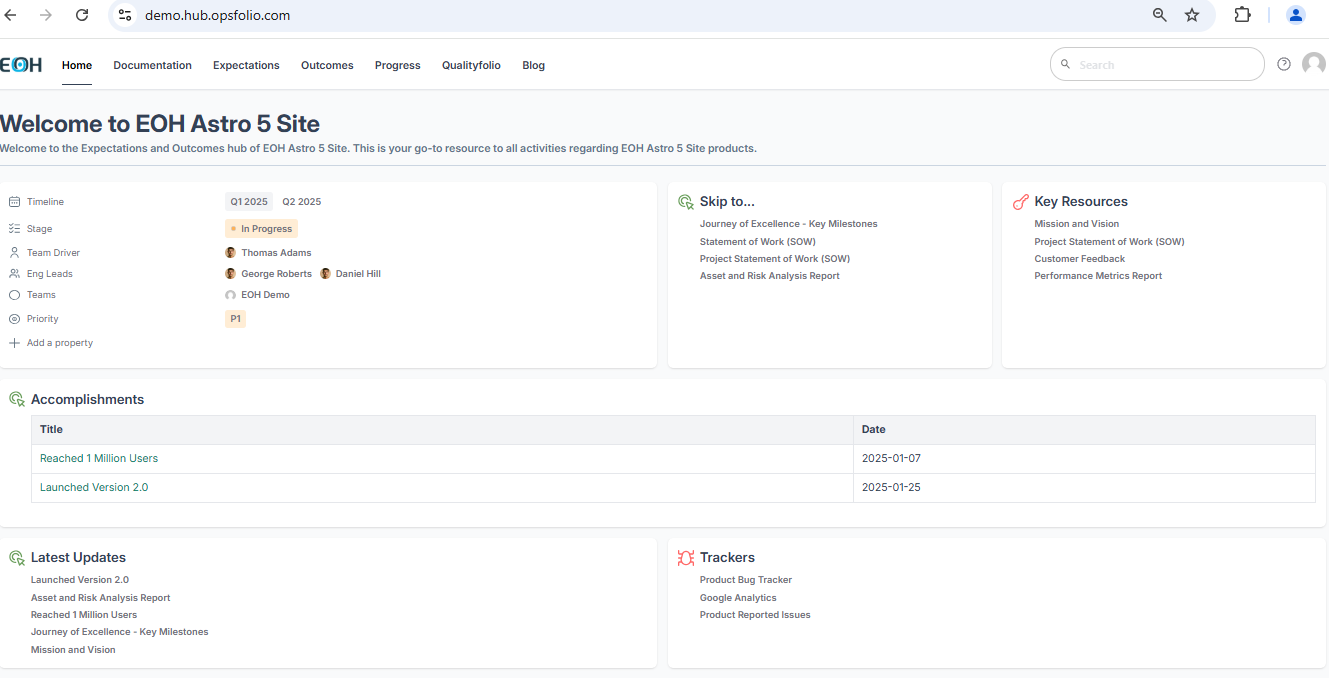 demo.hub.opsfolio.com
EOH Home Documentation Expectations Outcomes Progress Qualityfolio Blog Search
Welcome to EOH Astro 5 Site
Welcome to the Expectations and Outcomes hub of EOH Astro 5 Site. This is your go-to resource to all activities regarding EOH Astro 5 Site products.
Timeline Q1 2025 Q2 2025
Stage In Progress
Team Driver Thomas Adams
Eng Leads George Roberts Daniel Hill
Teams EOH Demo
Priority P1
Add a property
Skip to...
Journey of Excellence - Key Milestones
Statement of Work (SOW)
Project Statement of Work (SOW)
Asset and Risk Analysis Report
Key Resources
Mission and Vision
Project Statement of Work (SOW)
Customer Feedback
Performance Metrics Report
Accomplishments
Title Date
Reached 1 Million Users 2025-01-07
Launched Version 2.0 2025-01-25
Latest Updates
Launched Version 2.0
Asset and Risk Analysis Report
Reached 1 Million Users
Journey of Excellence - Key Milestones
Mission and Vision
Trackers
Product Bug Tracker
Google Analytics
Product Reported Issues